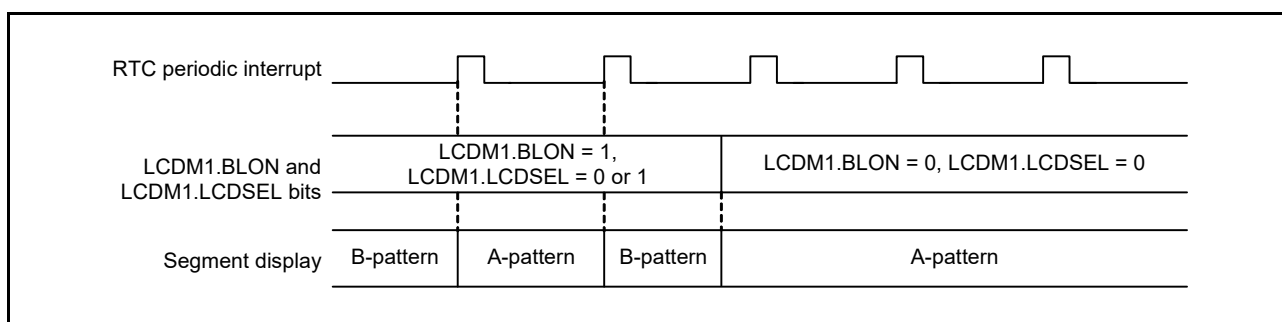 RTC periodic interrupt
LCDM1.BLON and
LCDM1.LCDSEL bits
LCDM1.BLON = 1,
LCDM1.LCDSEL = 0 or 1
LCDM1.BLON = 0, LCDM1.LCDSEL = 0
Segment display
B-pattern
A-pattern
B-pattern
A-pattern